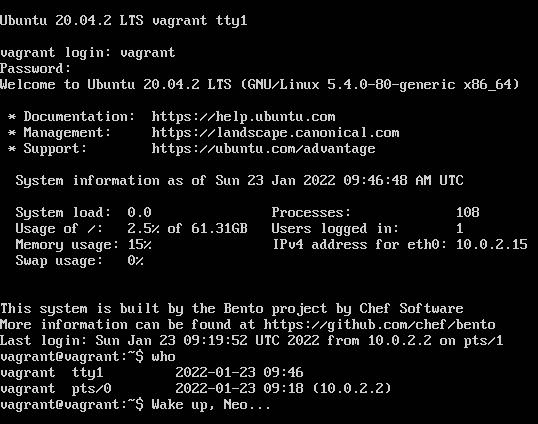 Ubuntu 20.04.2 LTS vagrant tty1
vagrant login: vagrant
Password:
Welcome to Ubuntu 20.04.2 LTS (GNU/Linux 5.4.0-80-generic x86_64)
* Documentation:  https://help.ubuntu.com
* Management:     https://landscape.canonical.com
* Support:        https://ubuntu.com/advantage
System information as of Sun 23 Jan 2022 09:46:48 AM UTC
System load:  0.0                Processes:             108
Usage of /:   2.5% of 61.31GB   Users logged in:       1
Memory usage: 15%               IPv4 address for eth0: 10.0.2.15
Swap usage:   0%
This system is built by the Bento project by Chef Software
More information can be found at https://github.com/chef/bento
Last login: Sun Jan 23 09:19:52 UTC 2022 from 10.0.2.2 on pts/1
vagrant@vagrant:~$ who
vagrant  tty1         2022-01-23 09:46
vagrant  pts/0        2022-01-23 09:18 (10.0.2.2)
vagrant@vagrant:~$ Wake up, Neo...